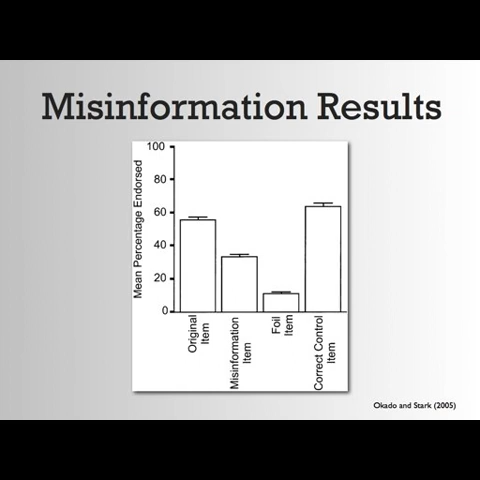 Misinformation Results
Mean Percentage Endorsed
100
80
60
40
20
0
Original
Item
Misinformation
Item
Foil
Item
Correct Control
Item
Okado and Stark (2005)